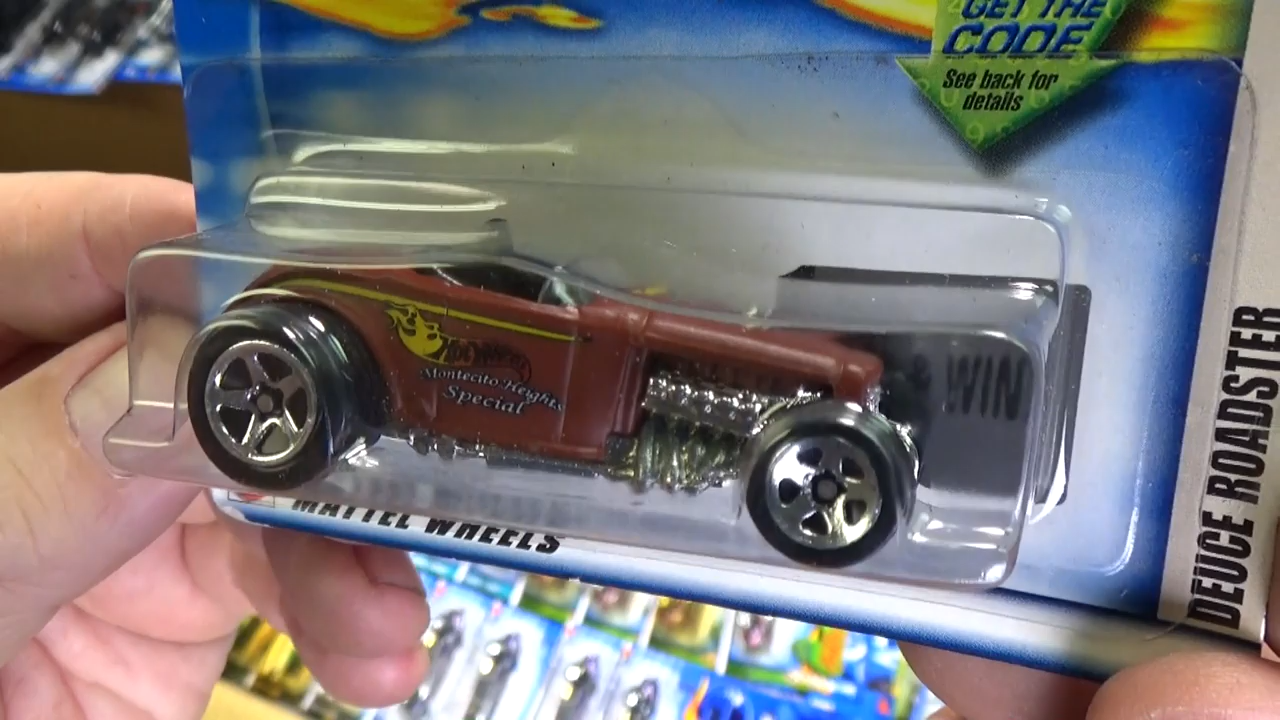 GET THE
CODE
See back for
details
Hot Wheels
Montecito Heights
Special
WIN
MATTEL WHEELS
DEUCE ROADSTER